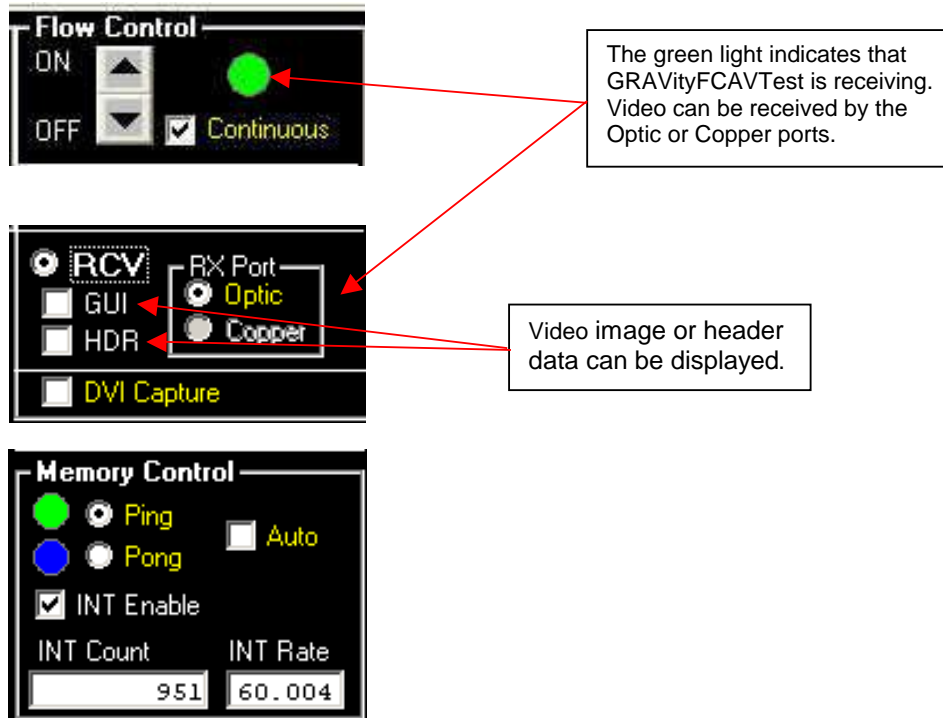 Flow Control
ON
OFF
Continuous
The green light indicates that
GRAVityFCAVTest is receiving.
Video can be received by the
Optic or Copper ports.
RCV
GUI
HDR
RX Port
Optic
Copper
DVI Capture
Video image or header
data can be displayed.
Memory Control
Ping
Pong
Auto
INT Enable
INT Count
INT Rate
951
60.004